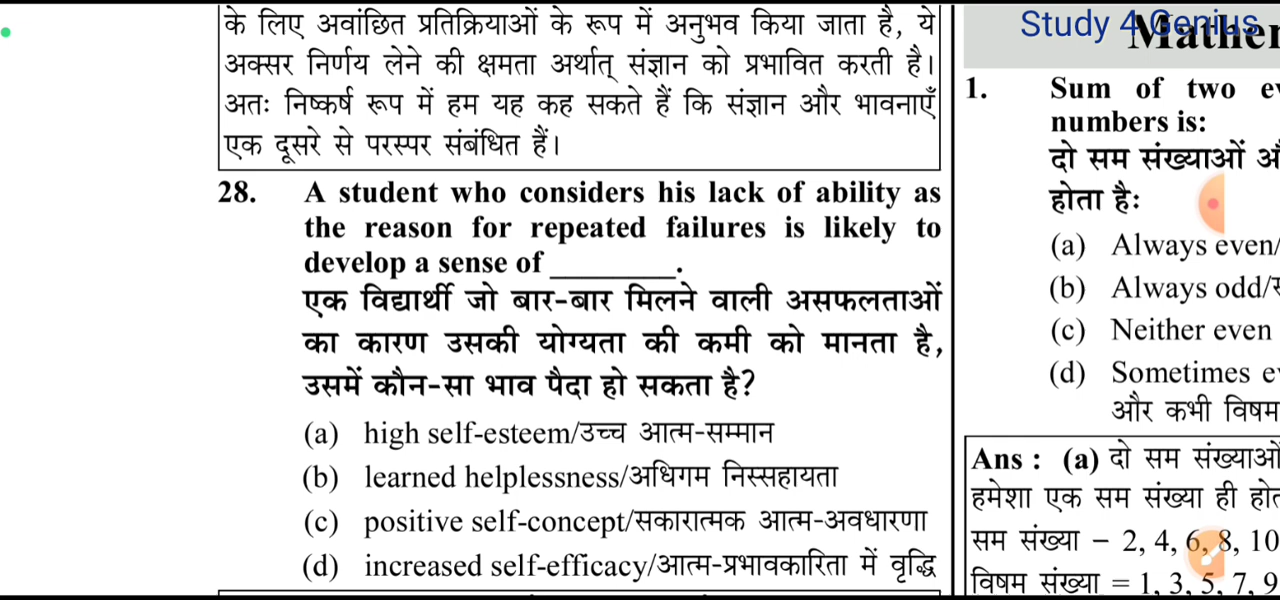 के लिए अवांछित प्रतिक्रियाओं के रूप में अनुभव किया जाता है, ये
अक्सर निर्णय लेने की क्षमता अर्थात् संज्ञान को प्रभावित करती है।
अतः निष्कर्ष रूप में हम यह कह सकते हैं कि संज्ञान और भावनाएँ
एक दूसरे से परस्पर संबंधित हैं।
28. A student who considers his lack of ability as
the reason for repeated failures is likely to
develop a sense of ________.
एक विद्यार्थी जो बार-बार मिलने वाली असफलताओं
का कारण उसकी योग्यता की कमी को मानता है,
उसमें कौन-सा भाव पैदा हो सकता है?
(a) high self-esteem/उच्च आत्म-सम्मान
(b) learned helplessness/अधिगम निस्सहायता
(c) positive self-concept/सकारात्मक आत्म-अवधारणा
(d) increased self-efficacy/आत्म-प्रभावकारिता में वृद्धि
Study 4 Genius
1. Sum of two
numbers is:
दो सम संख्याओं
होता है:
(a) Always even/
(b) Always odd/
(c) Neither even
(d) Sometimes
और कभी विषम
Ans : (a) दो सम संख्याओं
हमेशा एक सम संख्या ही
सम संख्या – 2, 4, 6, 8, 10
विषम संख्या = 1, 3, 5, 7, 9